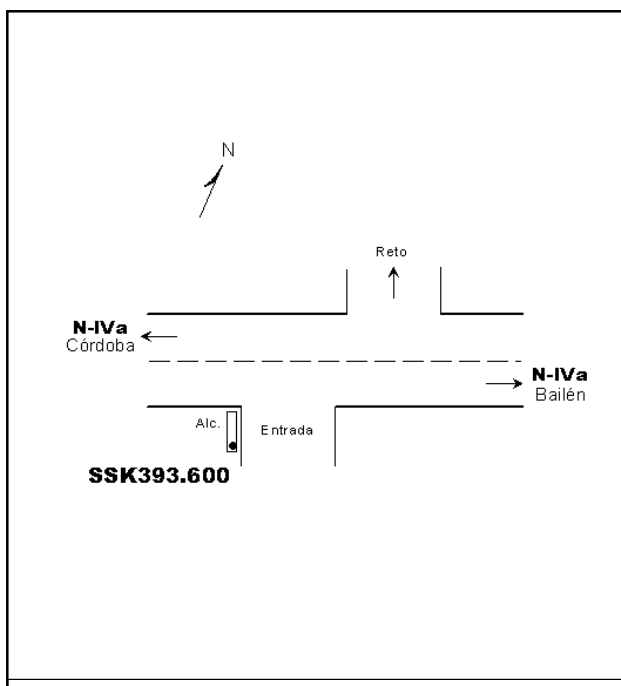 N
Reto
N-IVa
Córdoba
N-IVa
Bailén
Alc.
Entrada
SSK393.600